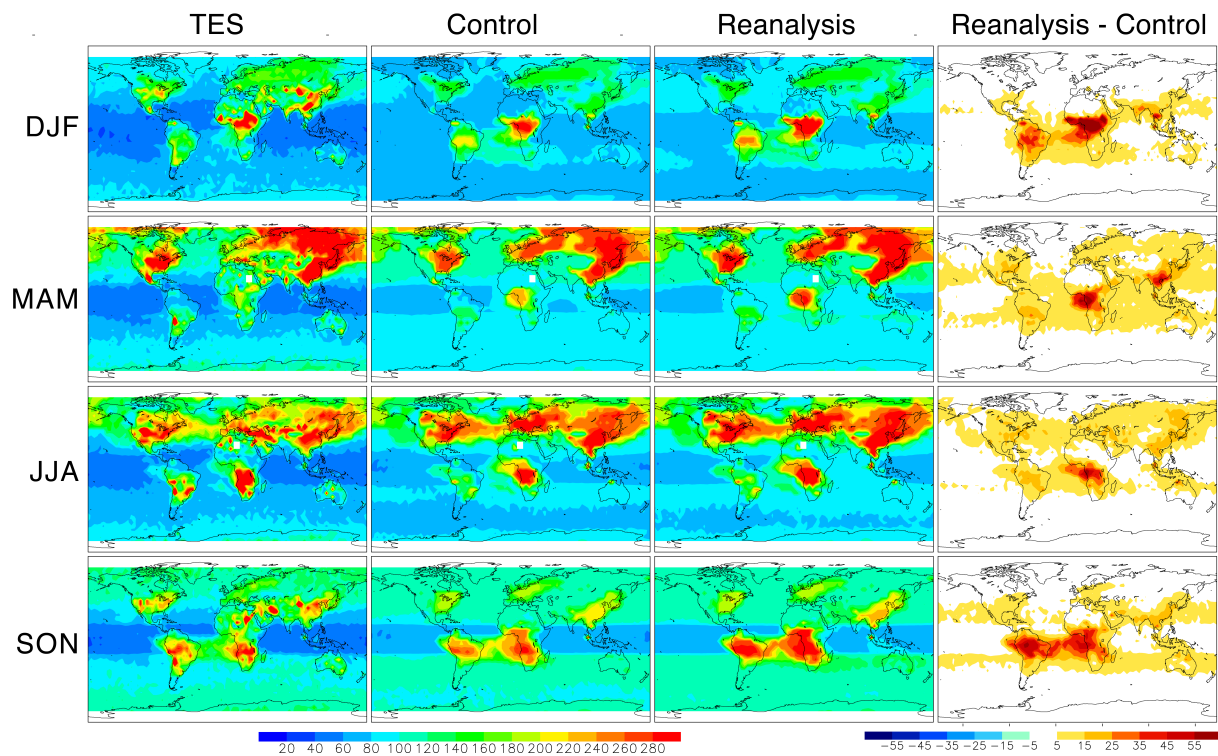 TES Control Reanalysis Reanalysis - Control
DJF
MAM
JJA
SON
20 40 60 80 100 120 140 160 180 200 220 240 260 280
−55 −45 −35 −25 −15 −5 5 15 25 35 45 55